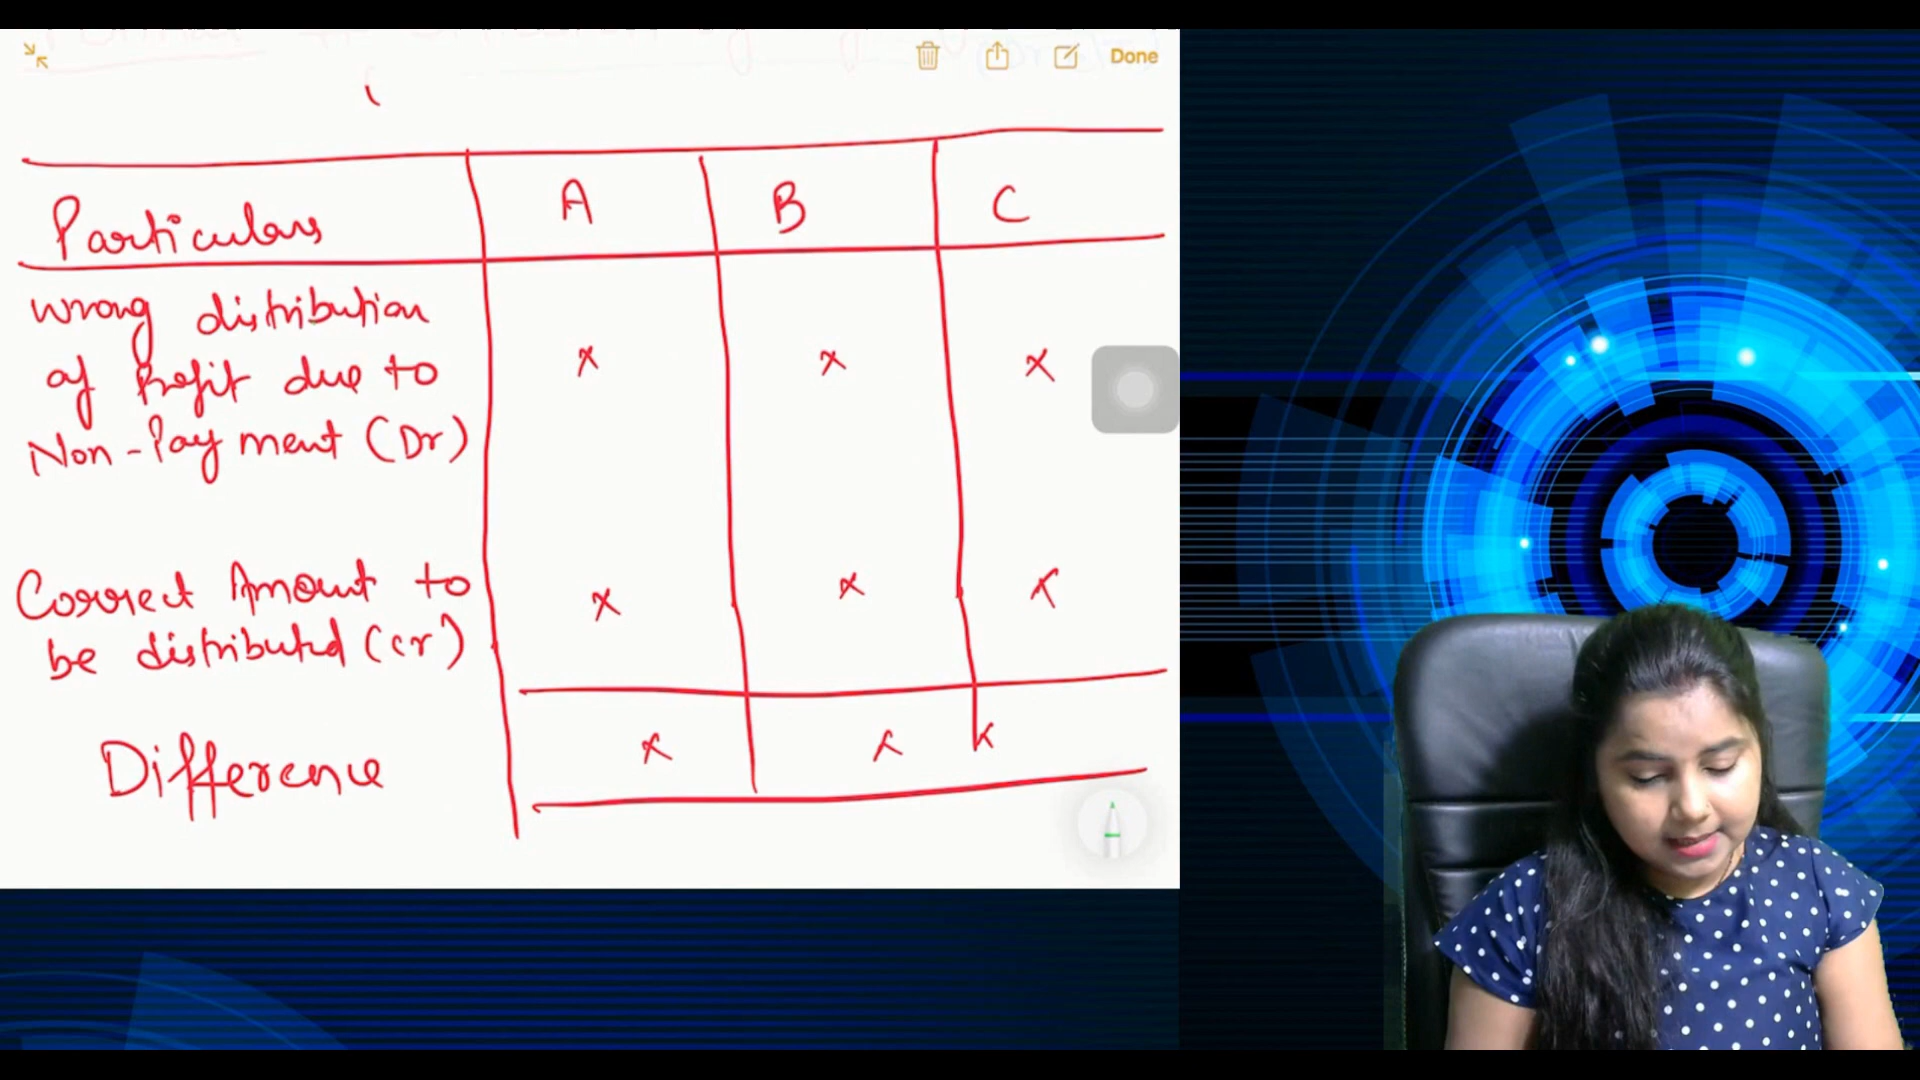 Done
Particulars A B C
Wrong distribution
of Profit due to x x x
Non-Payment (Dr)
Correct Amount to x x x
be distributed (cr)
Difference x x x